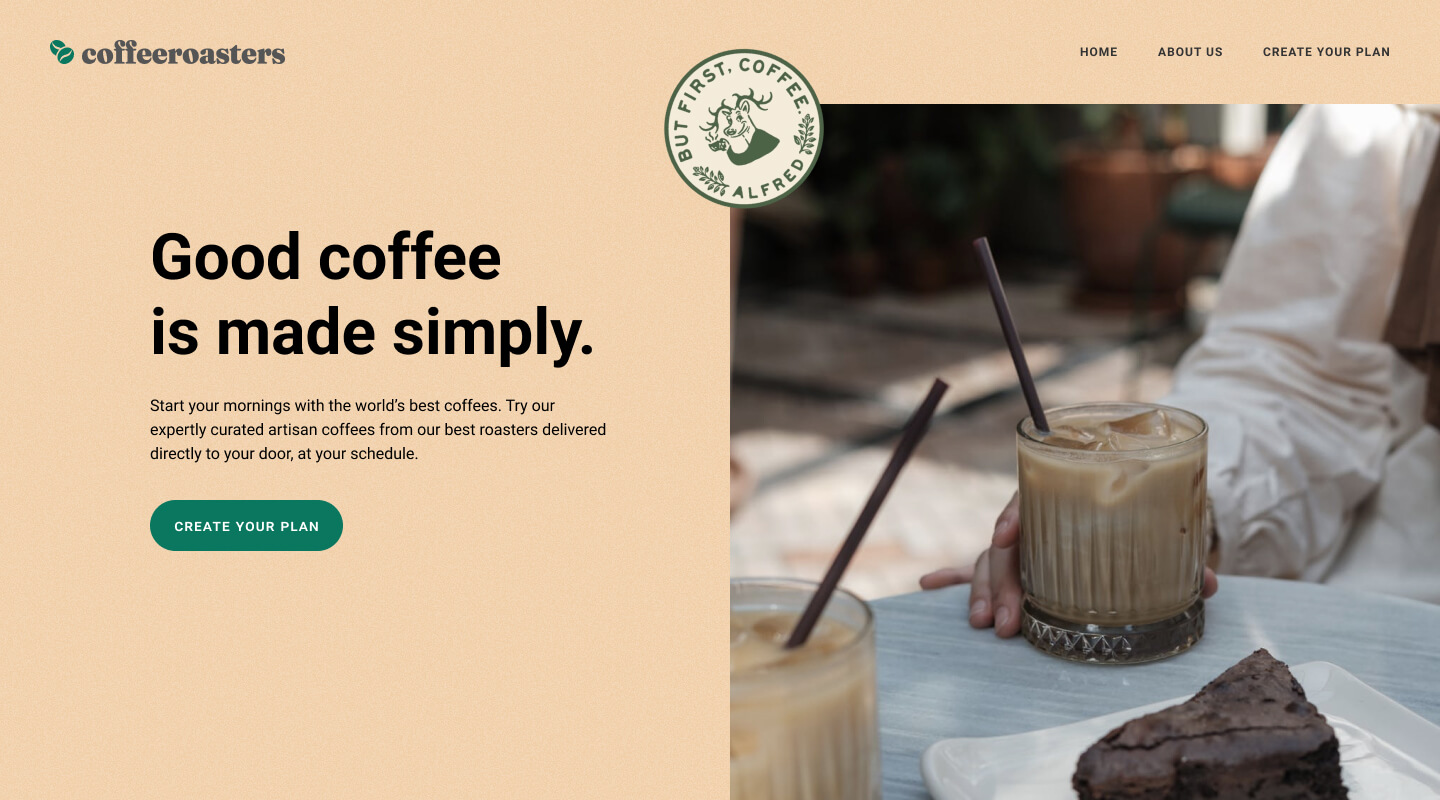 coffeeroasters
HOME
ABOUT US
CREATE YOUR PLAN
BUT FIRST, COFFEE.
ALFRED
Good coffee
is made simply.
Start your mornings with the world’s best coffees. Try our
expertly curated artisan coffees from our best roasters delivered
directly to your door, at your schedule.
CREATE YOUR PLAN